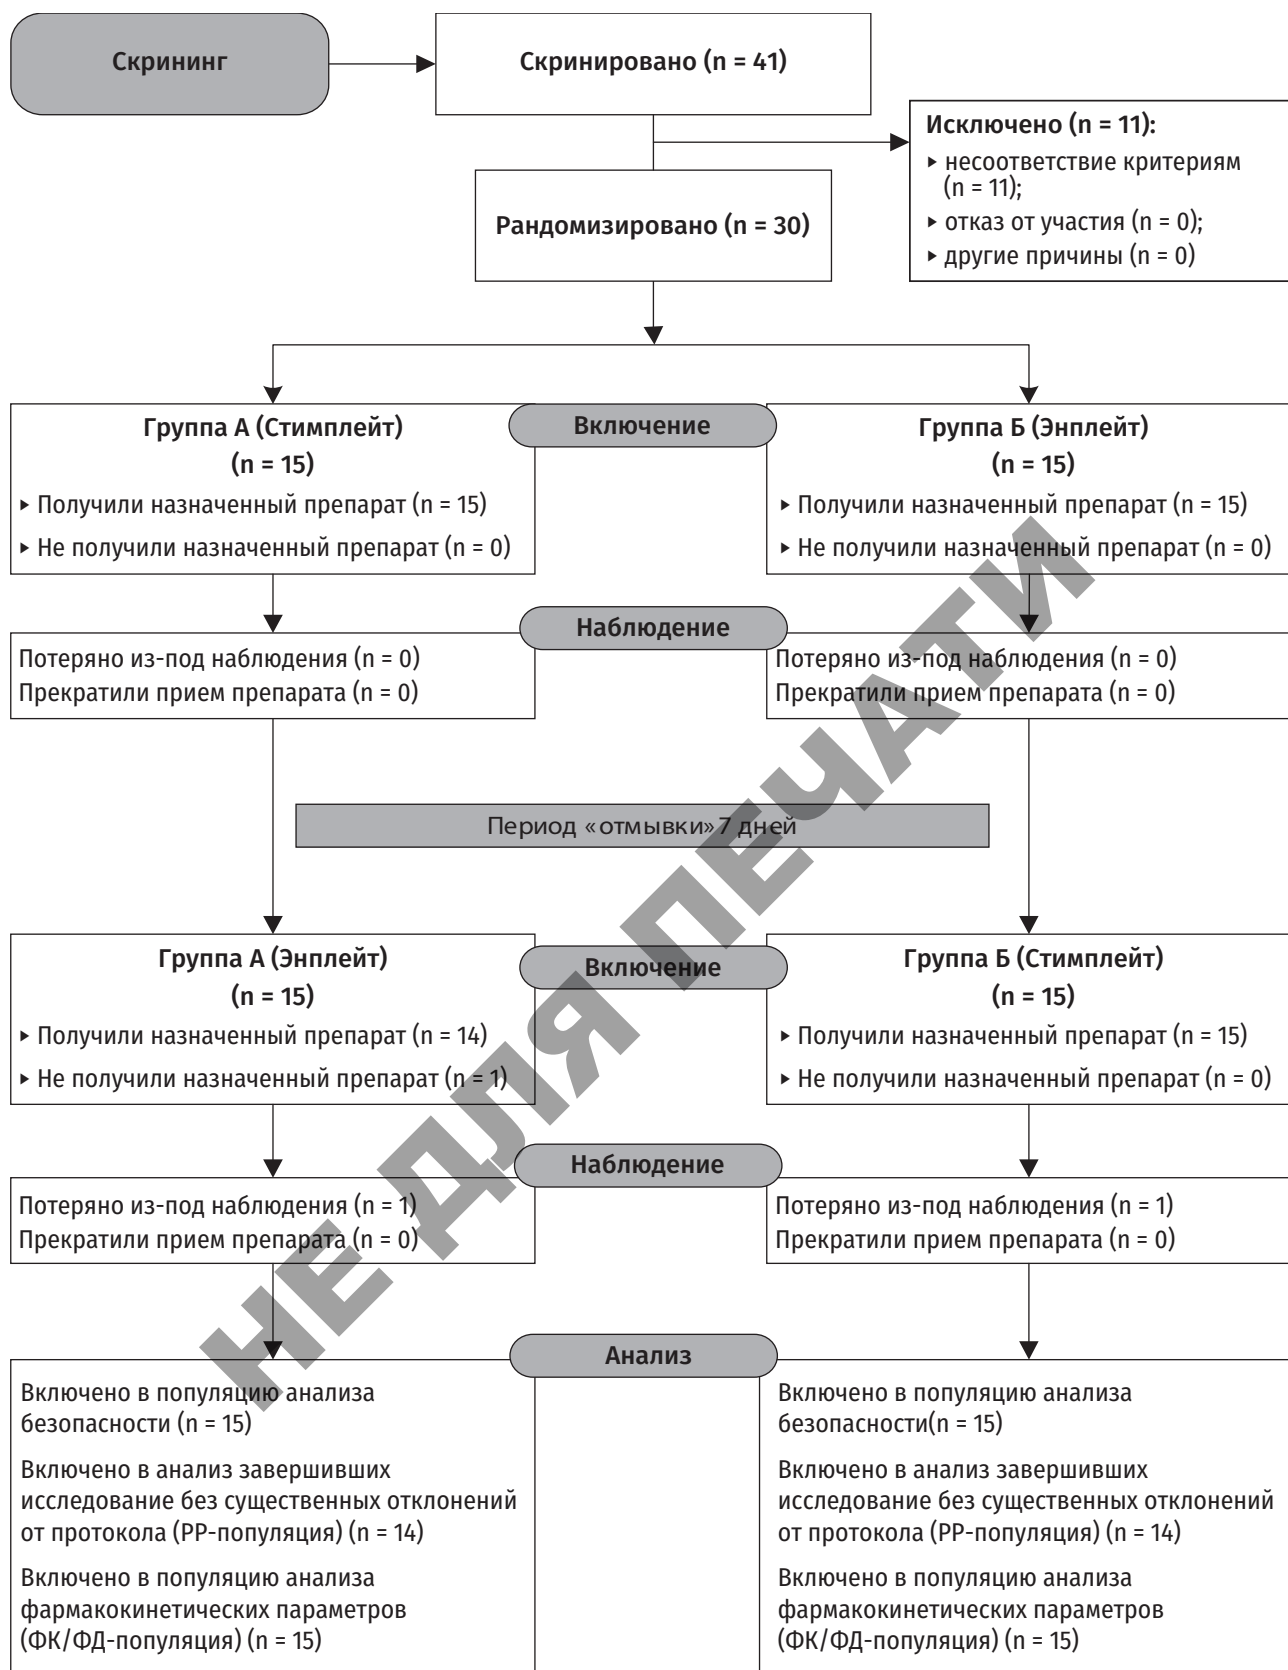 Скрининг
Скринировано (n = 41)
Исключено (n = 11):
▸ несоответствие критериям
(n = 11);
▸ отказ от участия (n = 0);
▸ другие причины (n = 0)
Рандомизировано (n = 30)
Группа А (Стимплейт)
(n = 15)
▸ Получили назначенный препарат (n = 15)
▸ Не получили назначенный препарат (n = 0)
Включение
Группа Б (Энплейт)
(n = 15)
▸ Получили назначенный препарат (n = 15)
▸ Не получили назначенный препарат (n = 0)
Наблюдение
Потеряно из-под наблюдения (n = 0)
Прекратили прием препарата (n = 0)
Потеряно из-под наблюдения (n = 0)
Прекратили прием препарата (n = 0)
Период «отмывки» 7 дней
Группа А (Энплейт)
(n = 15)
▸ Получили назначенный препарат (n = 14)
▸ Не получили назначенный препарат (n = 1)
Включение
Группа Б (Стимплейт)
(n = 15)
▸ Получили назначенный препарат (n = 15)
▸ Не получили назначенный препарат (n = 0)
Наблюдение
Потеряно из-под наблюдения (n = 1)
Прекратили прием препарата (n = 0)
Потеряно из-под наблюдения (n = 1)
Прекратили прием препарата (n = 0)
Анализ
Включено в популяцию анализа
безопасности (n = 15)
Включено в анализ завершивших
исследование без существенных отклонений
от протокола (РР-популяция) (n = 14)
Включено в популяцию анализа
фармакокинетических параметров
(ФК/ФД-популяция) (n = 15)
Включено в популяцию анализа
безопасности(n = 15)
Включено в анализ завершивших
исследование без существенных отклонений
от протокола (РР-популяция) (n = 14)
Включено в популяцию анализа
фармакокинетических параметров
(ФК/ФД-популяция) (n = 15)
НЕ ДЛЯ ПЕЧАТИ